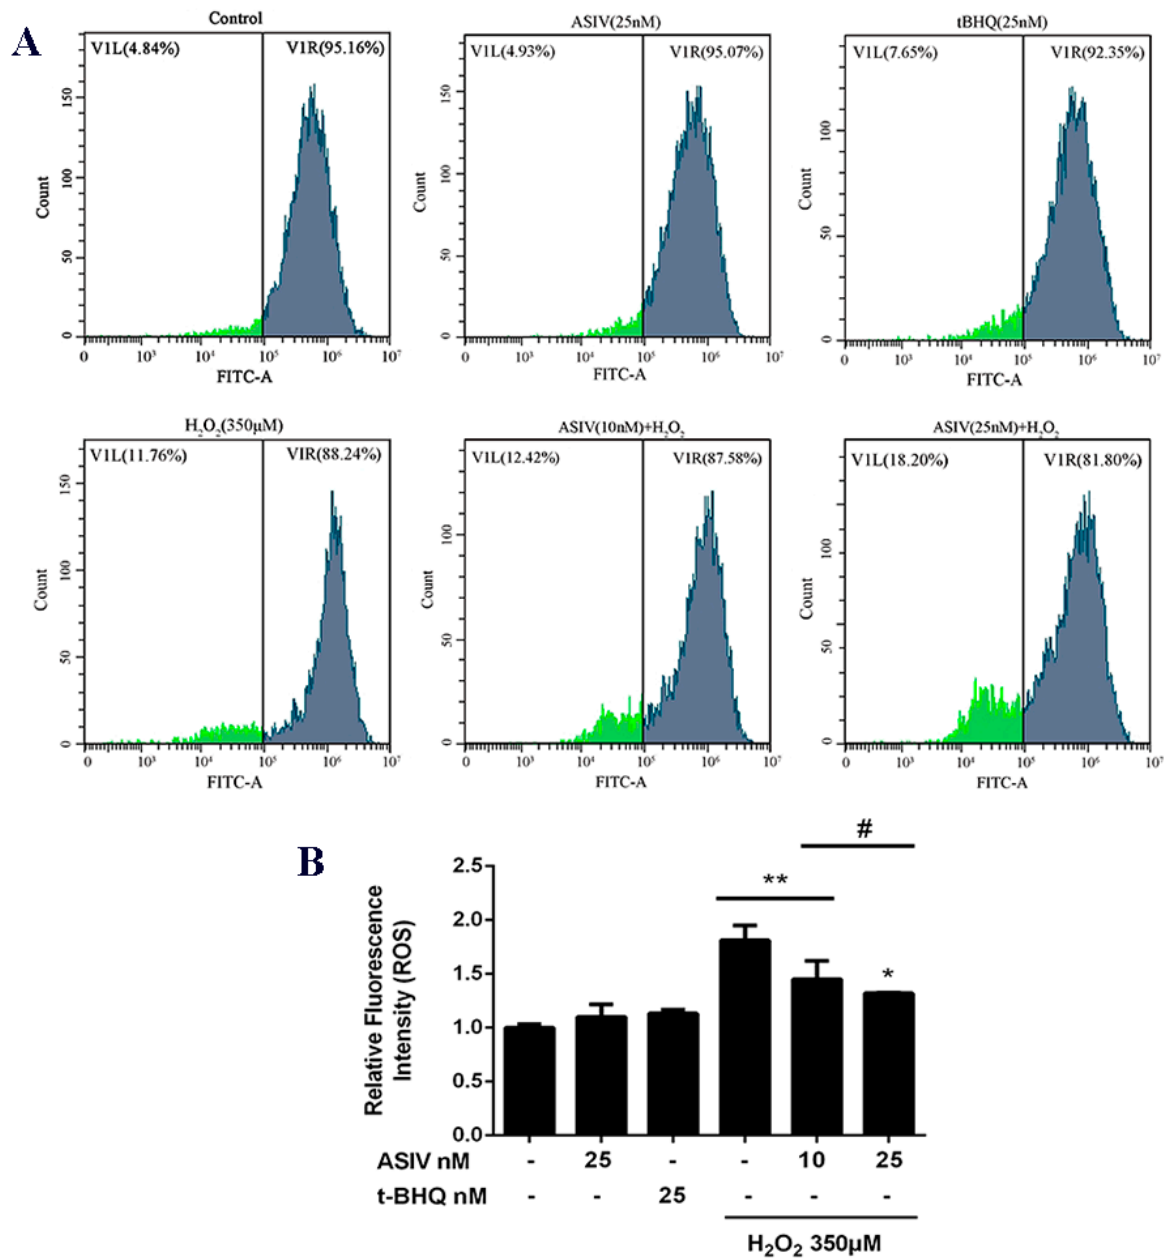 A
Control
ASIV(25nM)
tBHQ(25nM)
V1L(4.84%) V1R(95.16%)
V1L(4.93%) V1R(95.07%)
V1L(7.65%) V1R(92.35%)
Count
150
100
50
0
0 10³ 10⁴ 10⁵ 10⁶ 10⁷
FITC-A
Count
150
100
50
0
0 10³ 10⁴ 10⁵ 10⁶ 10⁷
FITC-A
Count
100
50
0
0 10³ 10⁴ 10⁵ 10⁶ 10⁷
FITC-A
H₂O₂(350μM)
ASIV(10nM)+H₂O₂
ASIV(25nM)+H₂O₂
V1L(11.76%) VIR(88.24%)
V1L(12.42%) V1R(87.58%)
V1L(18.20%) V1R(81.80%)
Count
150
100
50
0
0 10³ 10⁴ 10⁵ 10⁶ 10⁷
FITC-A
Count
100
50
0
0 10³ 10⁴ 10⁵ 10⁶ 10⁷
FITC-A
Count
100
50
0
0 10³ 10⁴ 10⁵ 10⁶ 10⁷
FITC-A
B
#
**
*
Relative Fluorescence
Intensity (ROS)
2.5
2.0
1.5
1.0
0.5
0.0
ASIV nM - 25 - - 10 25
t-BHQ nM - - 25 - - -
H₂O₂ 350μM